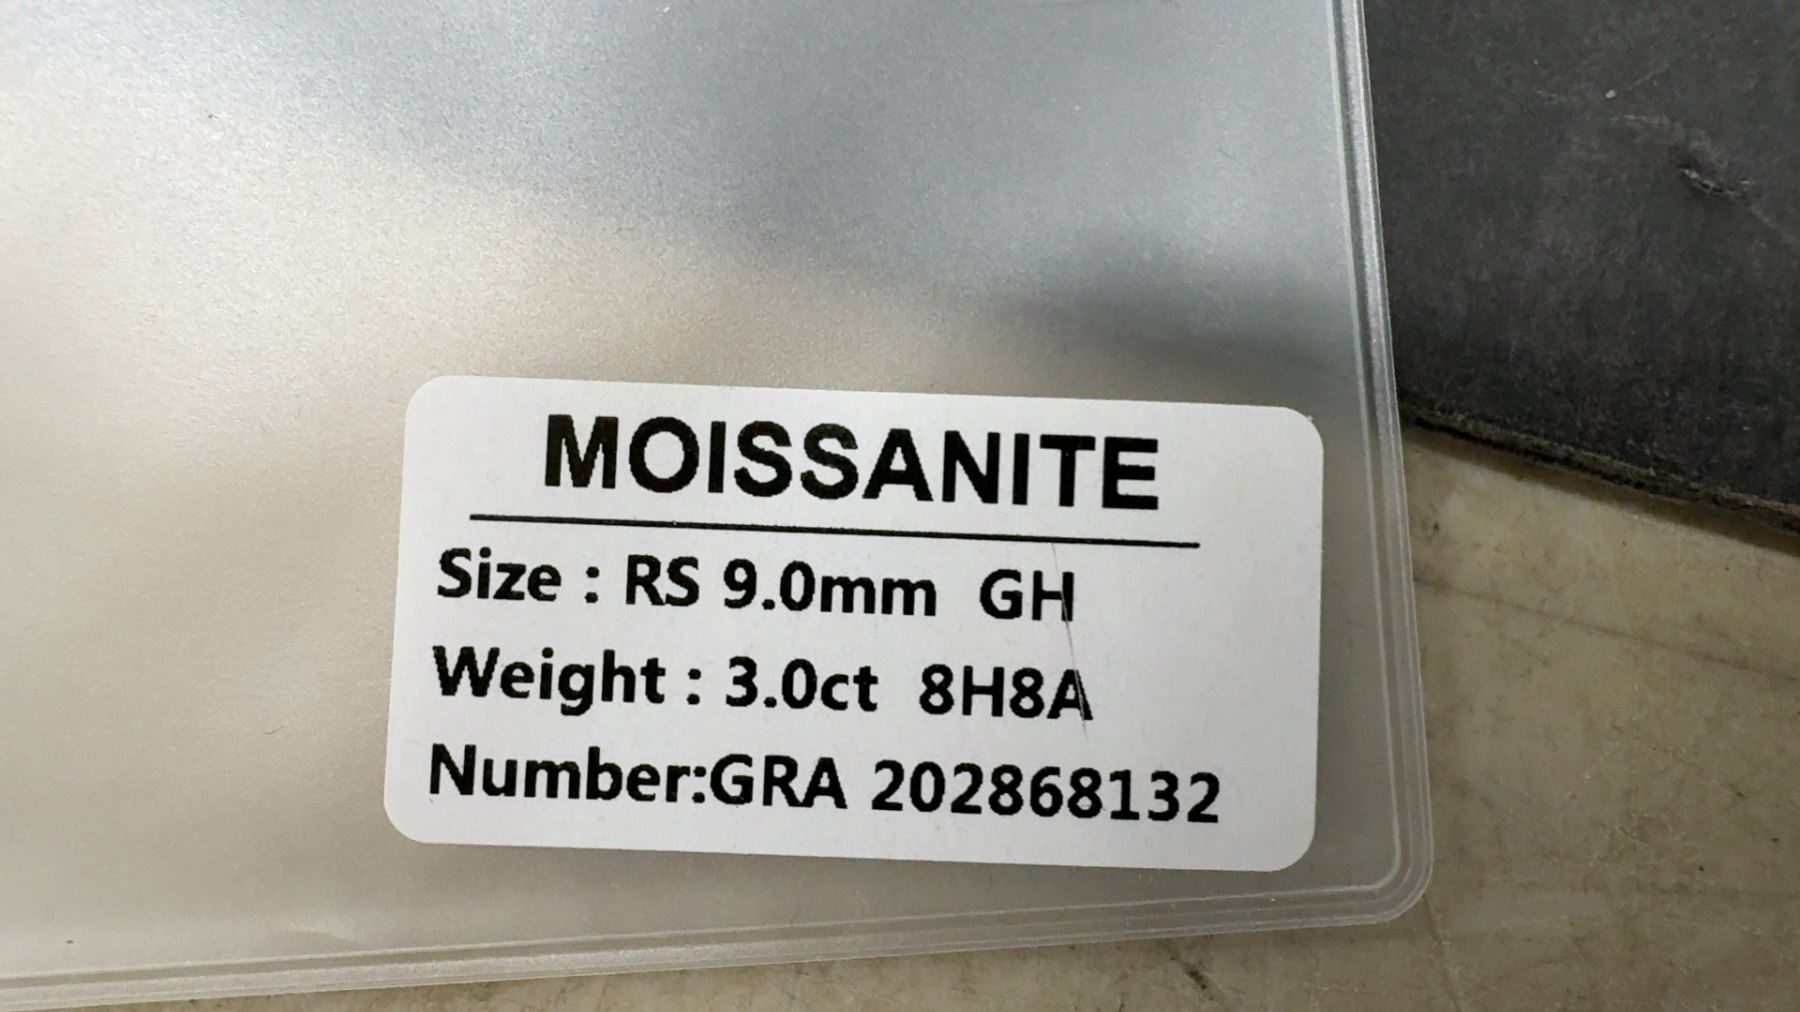 MOISSANITE
Size : RS 9.0mm GH
Weight : 3.0ct 8H8A
Number:GRA 202868132